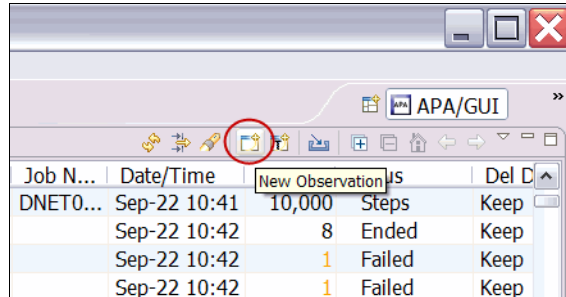 APA APA/GUI »
Job N... Date/Time New Observation us Del D
DNET0... Sep-22 10:41 10,000 Steps Keep
Sep-22 10:42 8 Ended Keep
Sep-22 10:42 1 Failed Keep
Sep-22 10:42 1 Failed Keep